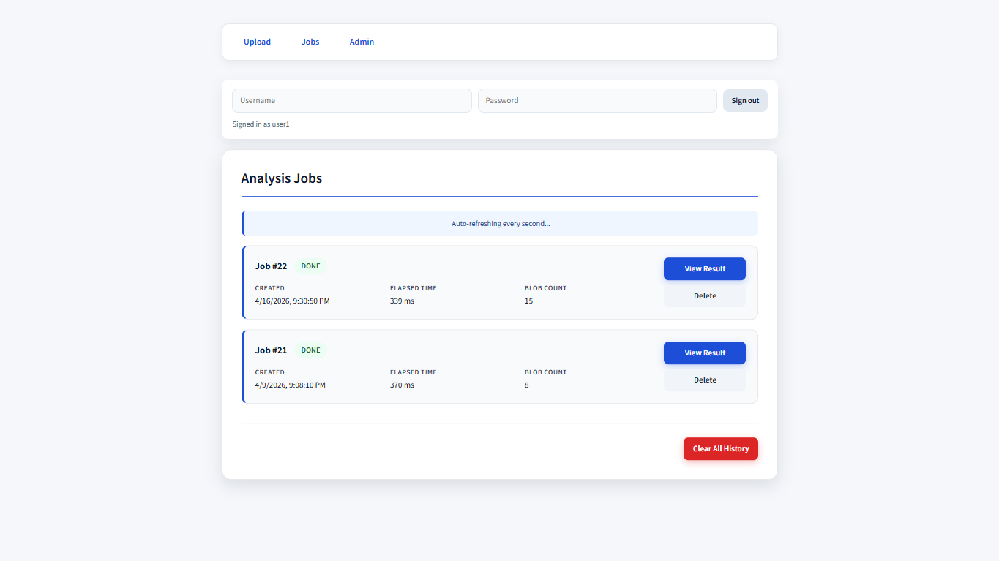 Upload Jobs Admin
Username Password Sign out
Signed in as user1
Analysis Jobs
Auto-refreshing every second...
Job #22 DONE View Result
CREATED ELAPSED TIME BLOB COUNT
4/16/2026, 9:30:50 PM 339 ms 15
Delete
Job #21 DONE View Result
CREATED ELAPSED TIME BLOB COUNT
4/9/2026, 9:08:10 PM 370 ms 8
Delete
Clear All History